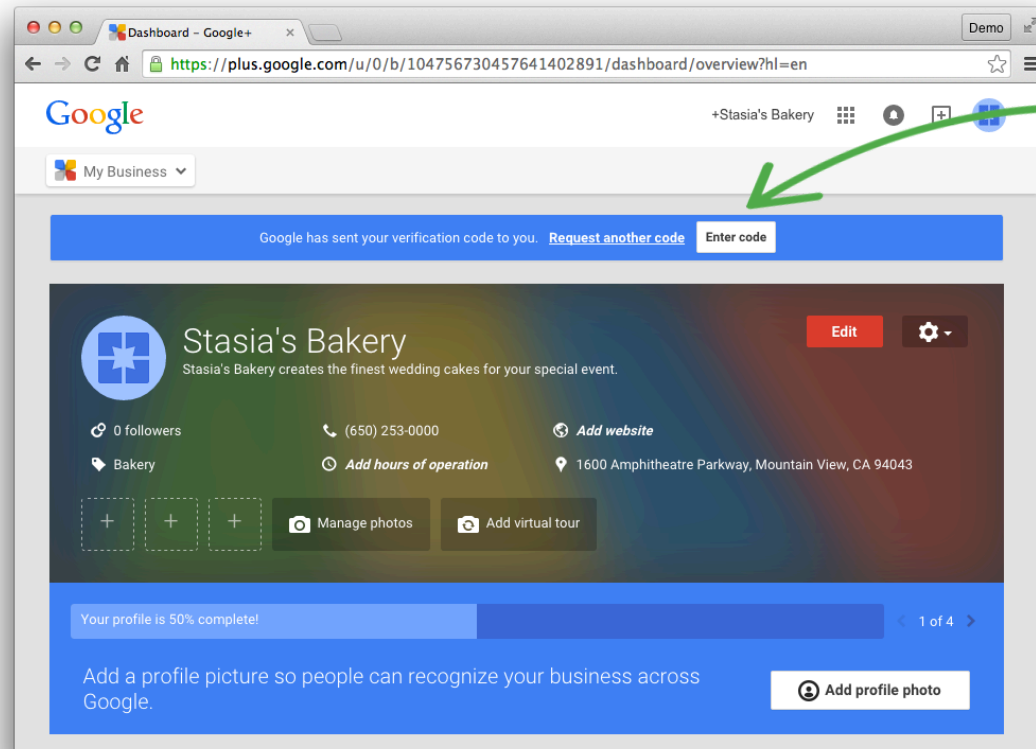 Dashboard – Google+
Demo
https://plus.google.com/u/0/b/104756730457641402891/dashboard/overview?hl=en
Google
+Stasia's Bakery
My Business
Google has sent your verification code to you. Request another code Enter code
Stasia's Bakery
Edit
Stasia's Bakery creates the finest wedding cakes for your special event.
0 followers (650) 253-0000 Add website
Bakery Add hours of operation 1600 Amphitheatre Parkway, Mountain View, CA 94043
+ + + Manage photos Add virtual tour
Your profile is 50% complete!
1 of 4
Add a profile picture so people can recognize your business across
Google.
Add profile photo